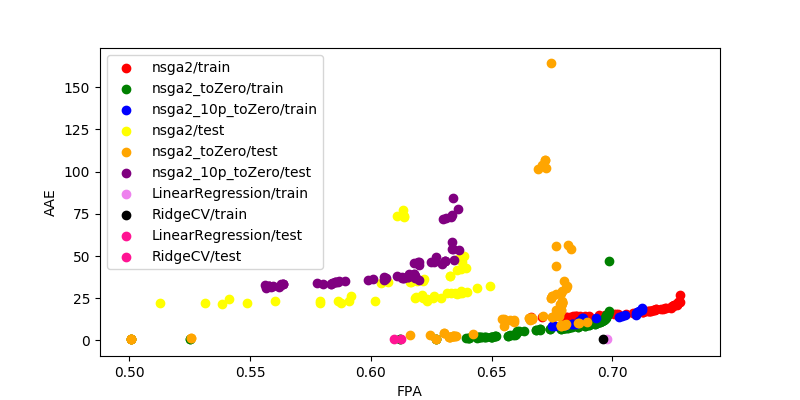 nsga2/train
nsga2_toZero/train
nsga2_10p_toZero/train
nsga2/test
nsga2_toZero/test
nsga2_10p_toZero/test
LinearRegression/train
RidgeCV/train
LinearRegression/test
RidgeCV/test
AAE
150
125
100
75
50
25
0
0.50 0.55 0.60 0.65 0.70
FPA